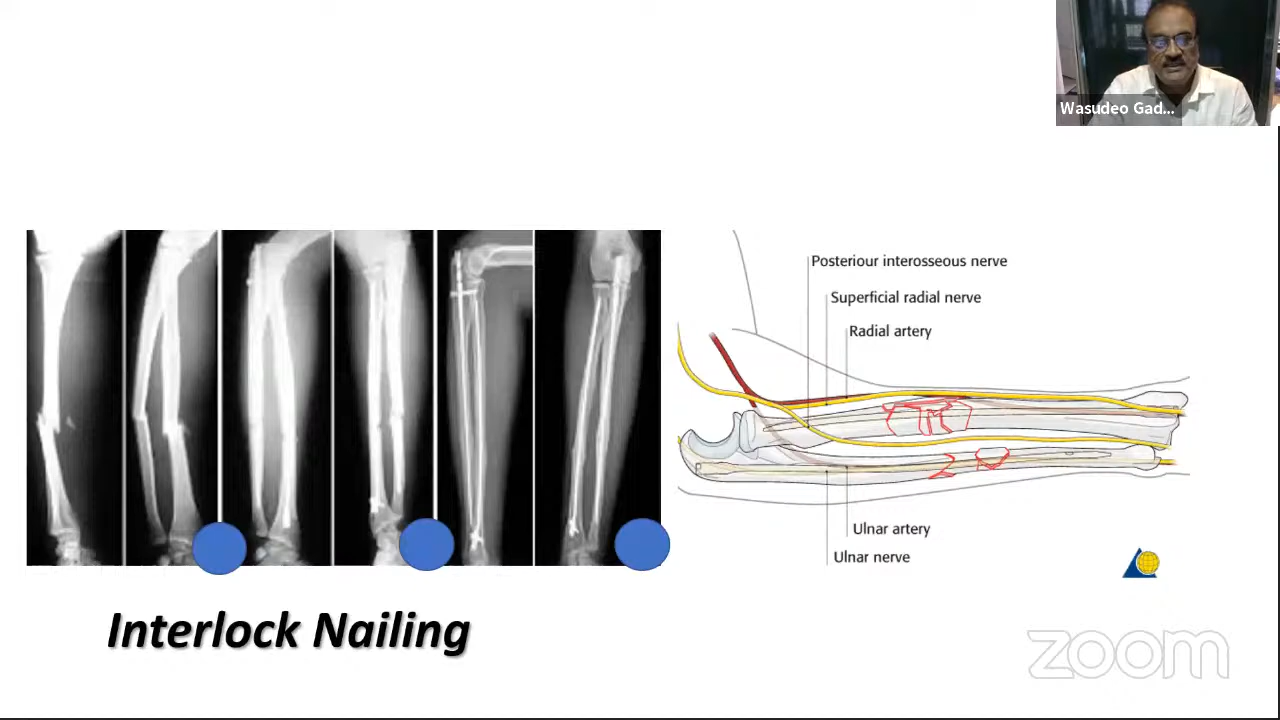 Wasudeo Gad...
Posteriour interosseous nerve
Superficial radial nerve
Radial artery
Ulnar artery
Ulnar nerve
Interlock Nailing
zoom